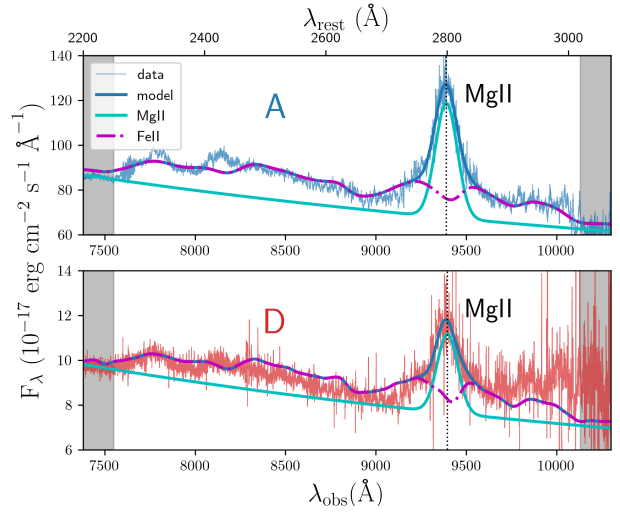 λrest (Å)
2200 2400 2600 2800 3000
140
120
100
80
60
data
model
MgII
FeII
A
MgII
7500 8000 8500 9000 9500 10000
Fλ (10⁻¹⁷ erg cm⁻² s⁻¹ Å⁻¹)
14
12
10
8
6
D
MgII
7500 8000 8500 9000 9500 10000
λobs(Å)